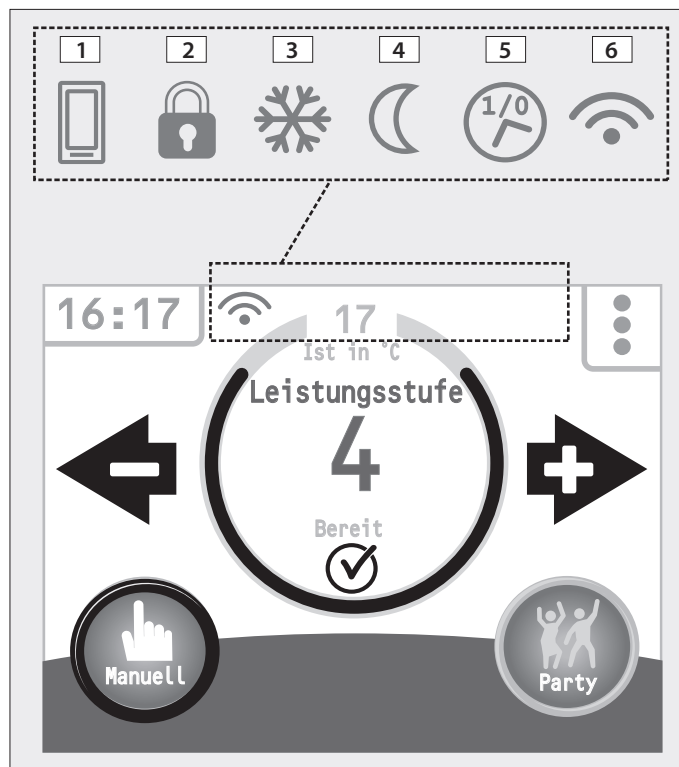 1 2 3 4 5 6
1/0
16:17
17
Ist in °C
Leistungsstufe
4
Bereit
Manuell
Party